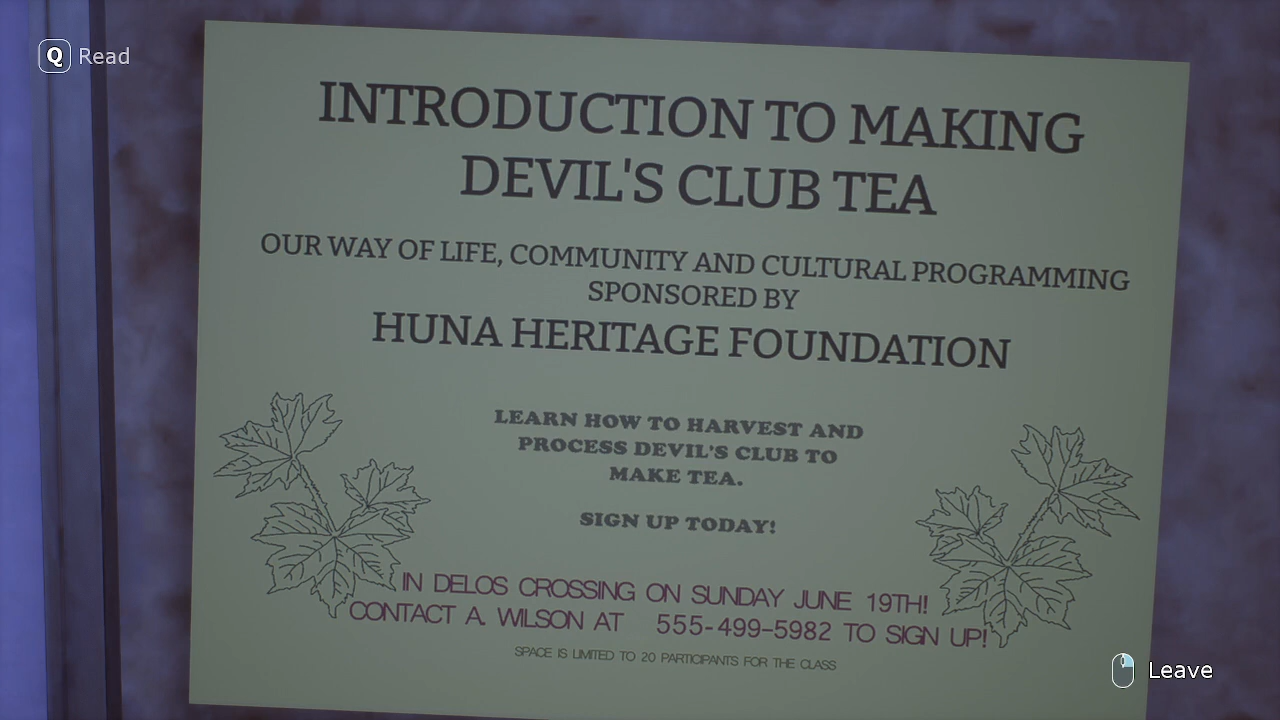 Q Read
INTRODUCTION TO MAKING
DEVIL'S CLUB TEA
OUR WAY OF LIFE, COMMUNITY AND CULTURAL PROGRAMMING
SPONSORED BY
HUNA HERITAGE FOUNDATION
LEARN HOW TO HARVEST AND
PROCESS DEVIL'S CLUB TO
MAKE TEA.
SIGN UP TODAY!
IN DELOS CROSSING ON SUNDAY JUNE 19TH!
CONTACT A. WILSON AT 555-499-5982 TO SIGN UP!
SPACE IS LIMITED TO 20 PARTICIPANTS FOR THE CLASS
Leave